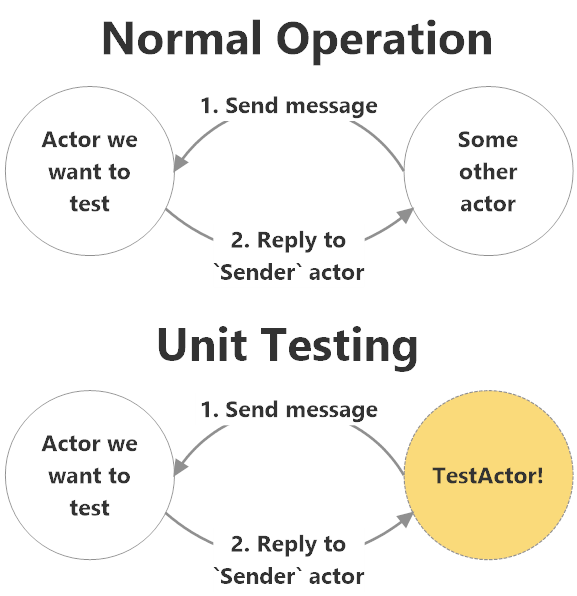 Normal Operation
1. Send message
Actor we
want to
test
Some
other
actor
2. Reply to
`Sender` actor
Unit Testing
1. Send message
Actor we
want to
test
TestActor!
2. Reply to
`Sender` actor